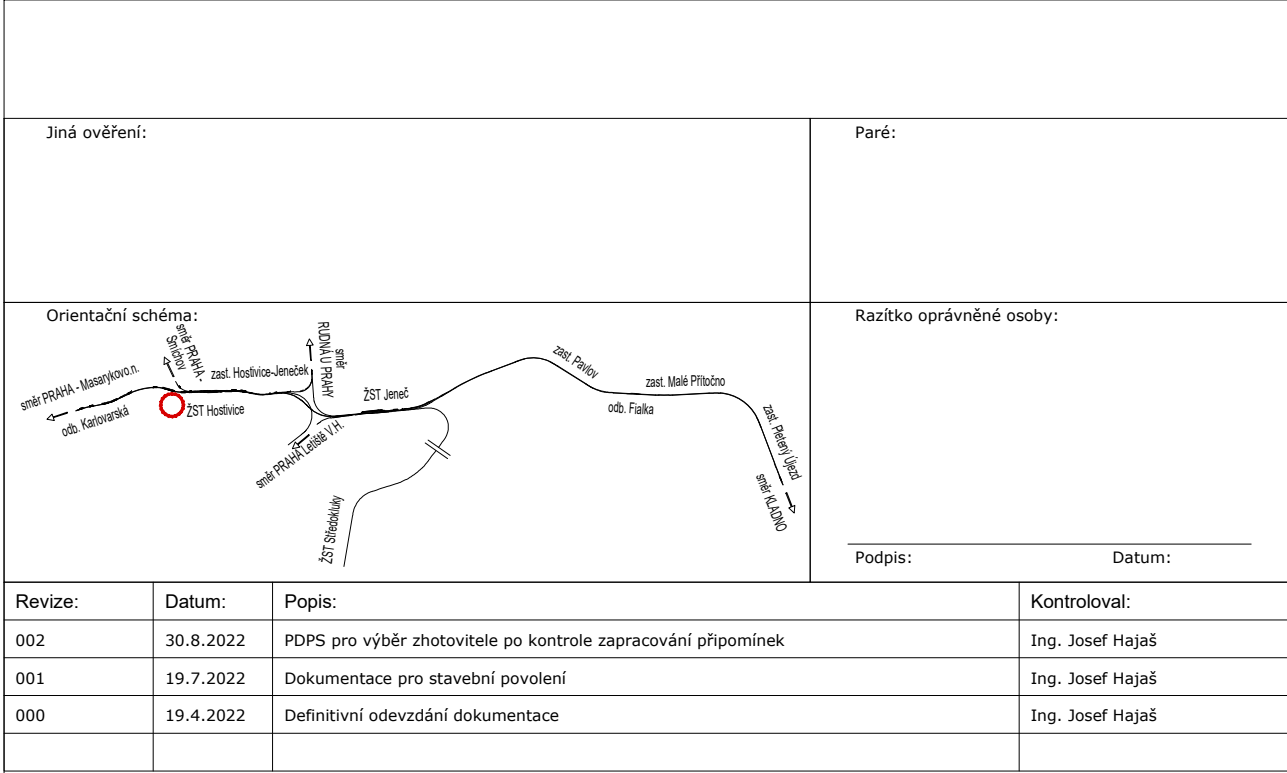 Jiná ověření:
Paré:
Orientační schéma:
směr PRAHA - Masarykovo.n.
odb. Karlovarská
směr PRAHA -
Smíchov
ŽST Hostivice
zast. Hostivice-Jeneček
směr
RUDNÁ U PRAHY
směr PRAHA Letiště V.H.
ŽST Jeneč
ŽST Středokluky
zast. Pavlov
odb. Fialka
zast. Malé Přítočno
zast. Pletený Újezd
směr KLADNO
Razítko oprávněné osoby:
Podpis: Datum:
Revize: Datum: Popis: Kontroloval:
002 30.8.2022 PDPS pro výběr zhotovitele po kontrole zapracování připomínek Ing. Josef Hajaš
001 19.7.2022 Dokumentace pro stavební povolení Ing. Josef Hajaš
000 19.4.2022 Definitivní odevzdání dokumentace Ing. Josef Hajaš